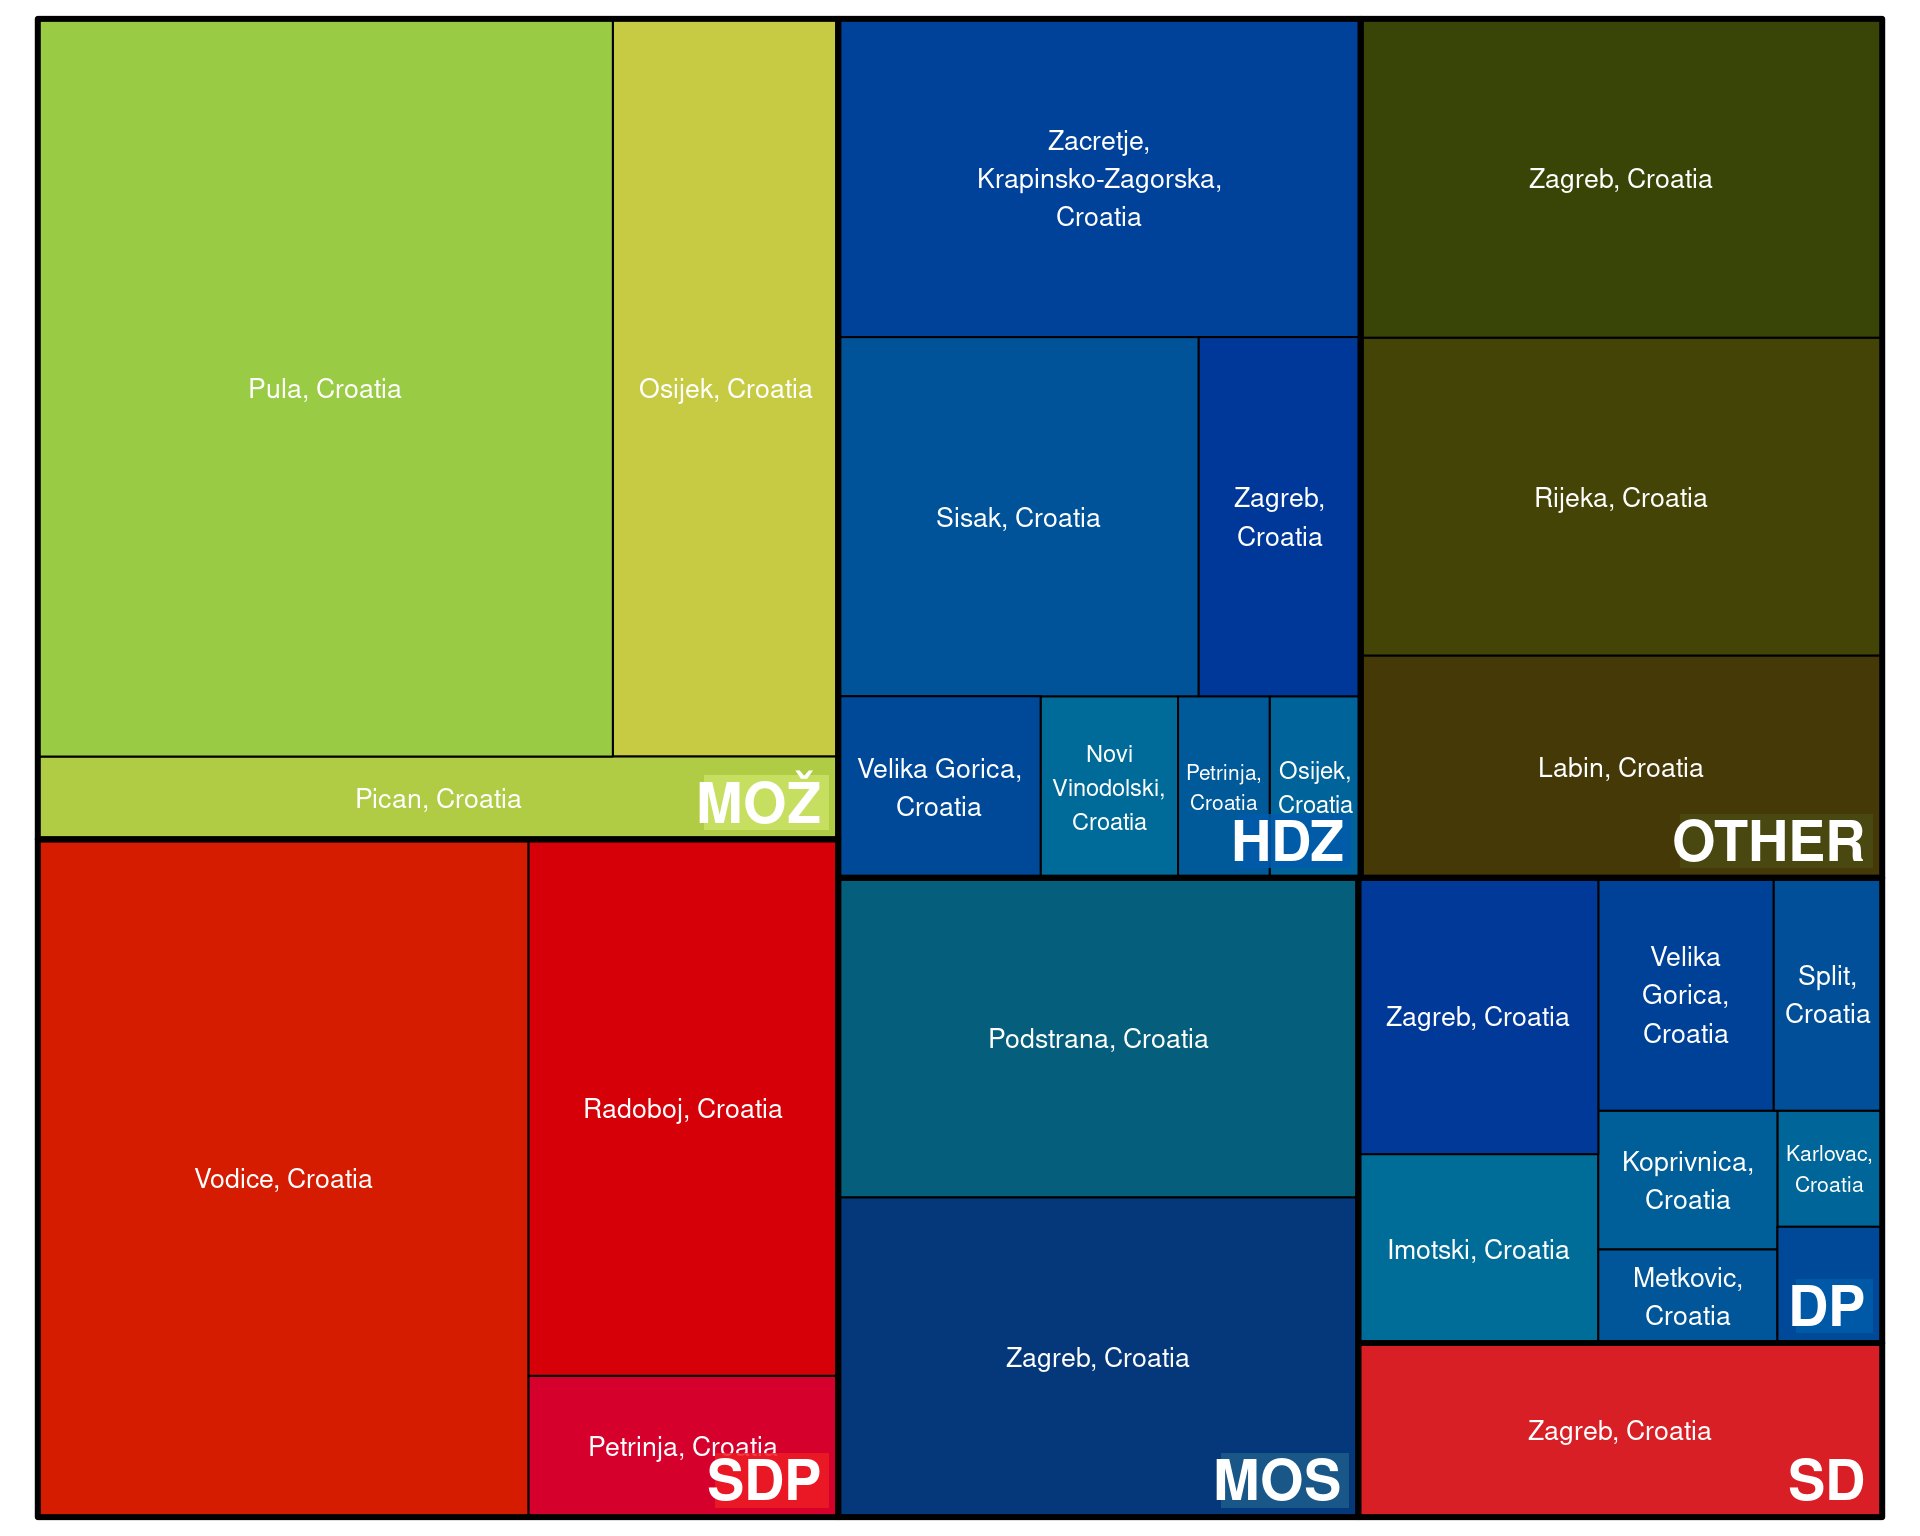 Pula, Croatia
Osijek, Croatia
Pican, Croatia
MOŽ
Zacretje,
Krapinsko-Zagorska,
Croatia
Sisak, Croatia
Zagreb,
Croatia
Velika Gorica,
Croatia
Novi
Vinodolski,
Croatia
Petrinja,
Croatia
Osijek,
Croatia
HDZ
Zagreb, Croatia
Rijeka, Croatia
Labin, Croatia
OTHER
Vodice, Croatia
Radoboj, Croatia
Petrinja, Croatia
SDP
Podstrana, Croatia
Zagreb, Croatia
MOS
Zagreb, Croatia
Velika
Gorica,
Croatia
Split,
Croatia
Imotski, Croatia
Koprivnica,
Croatia
Karlovac,
Croatia
Metkovic,
Croatia
DP
Zagreb, Croatia
SD